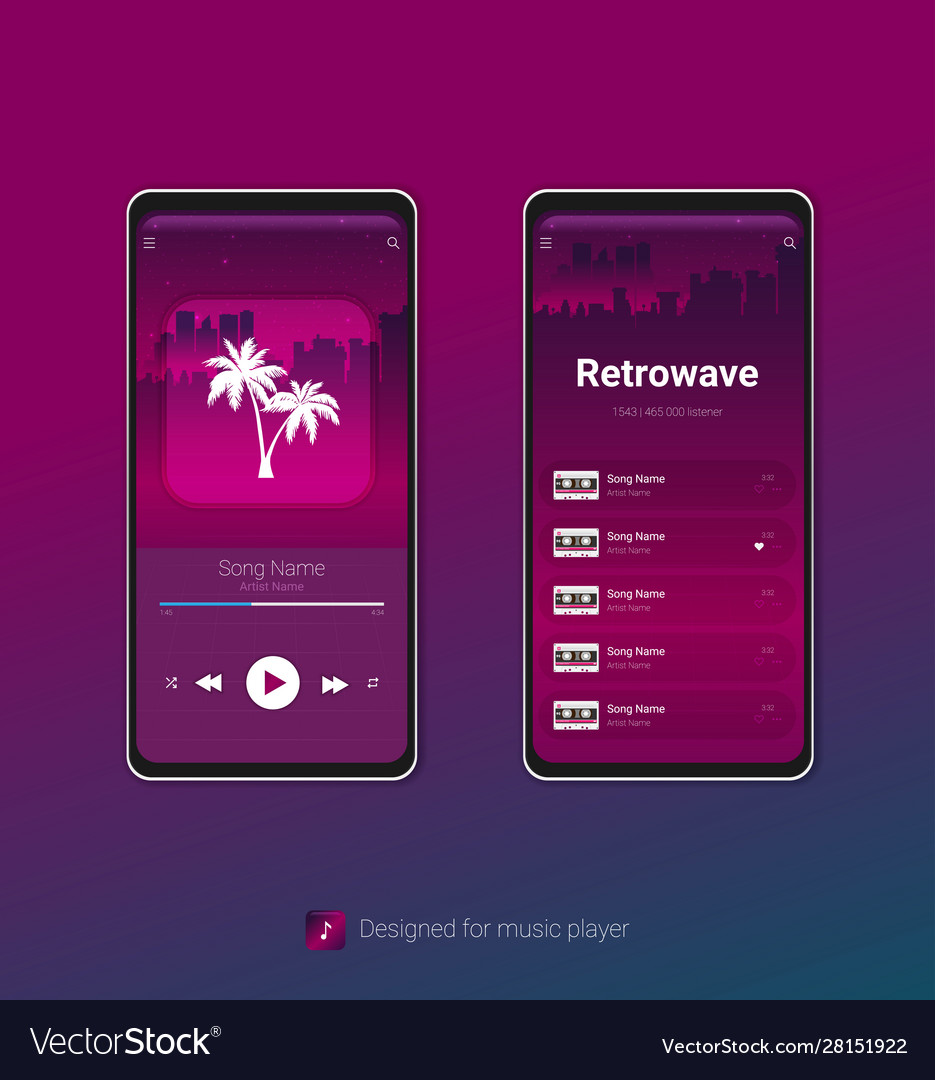 Song Name
Artist Name
1:45
4:34
Retrowave
1543 | 465 000 listener
Song Name
3:32
Artist Name
Song Name
3:32
Artist Name
Song Name
3:32
Artist Name
Song Name
3:32
Artist Name
Song Name
3:32
Artist Name
Designed for music player
VectorStock®
VectorStock.com/28151922